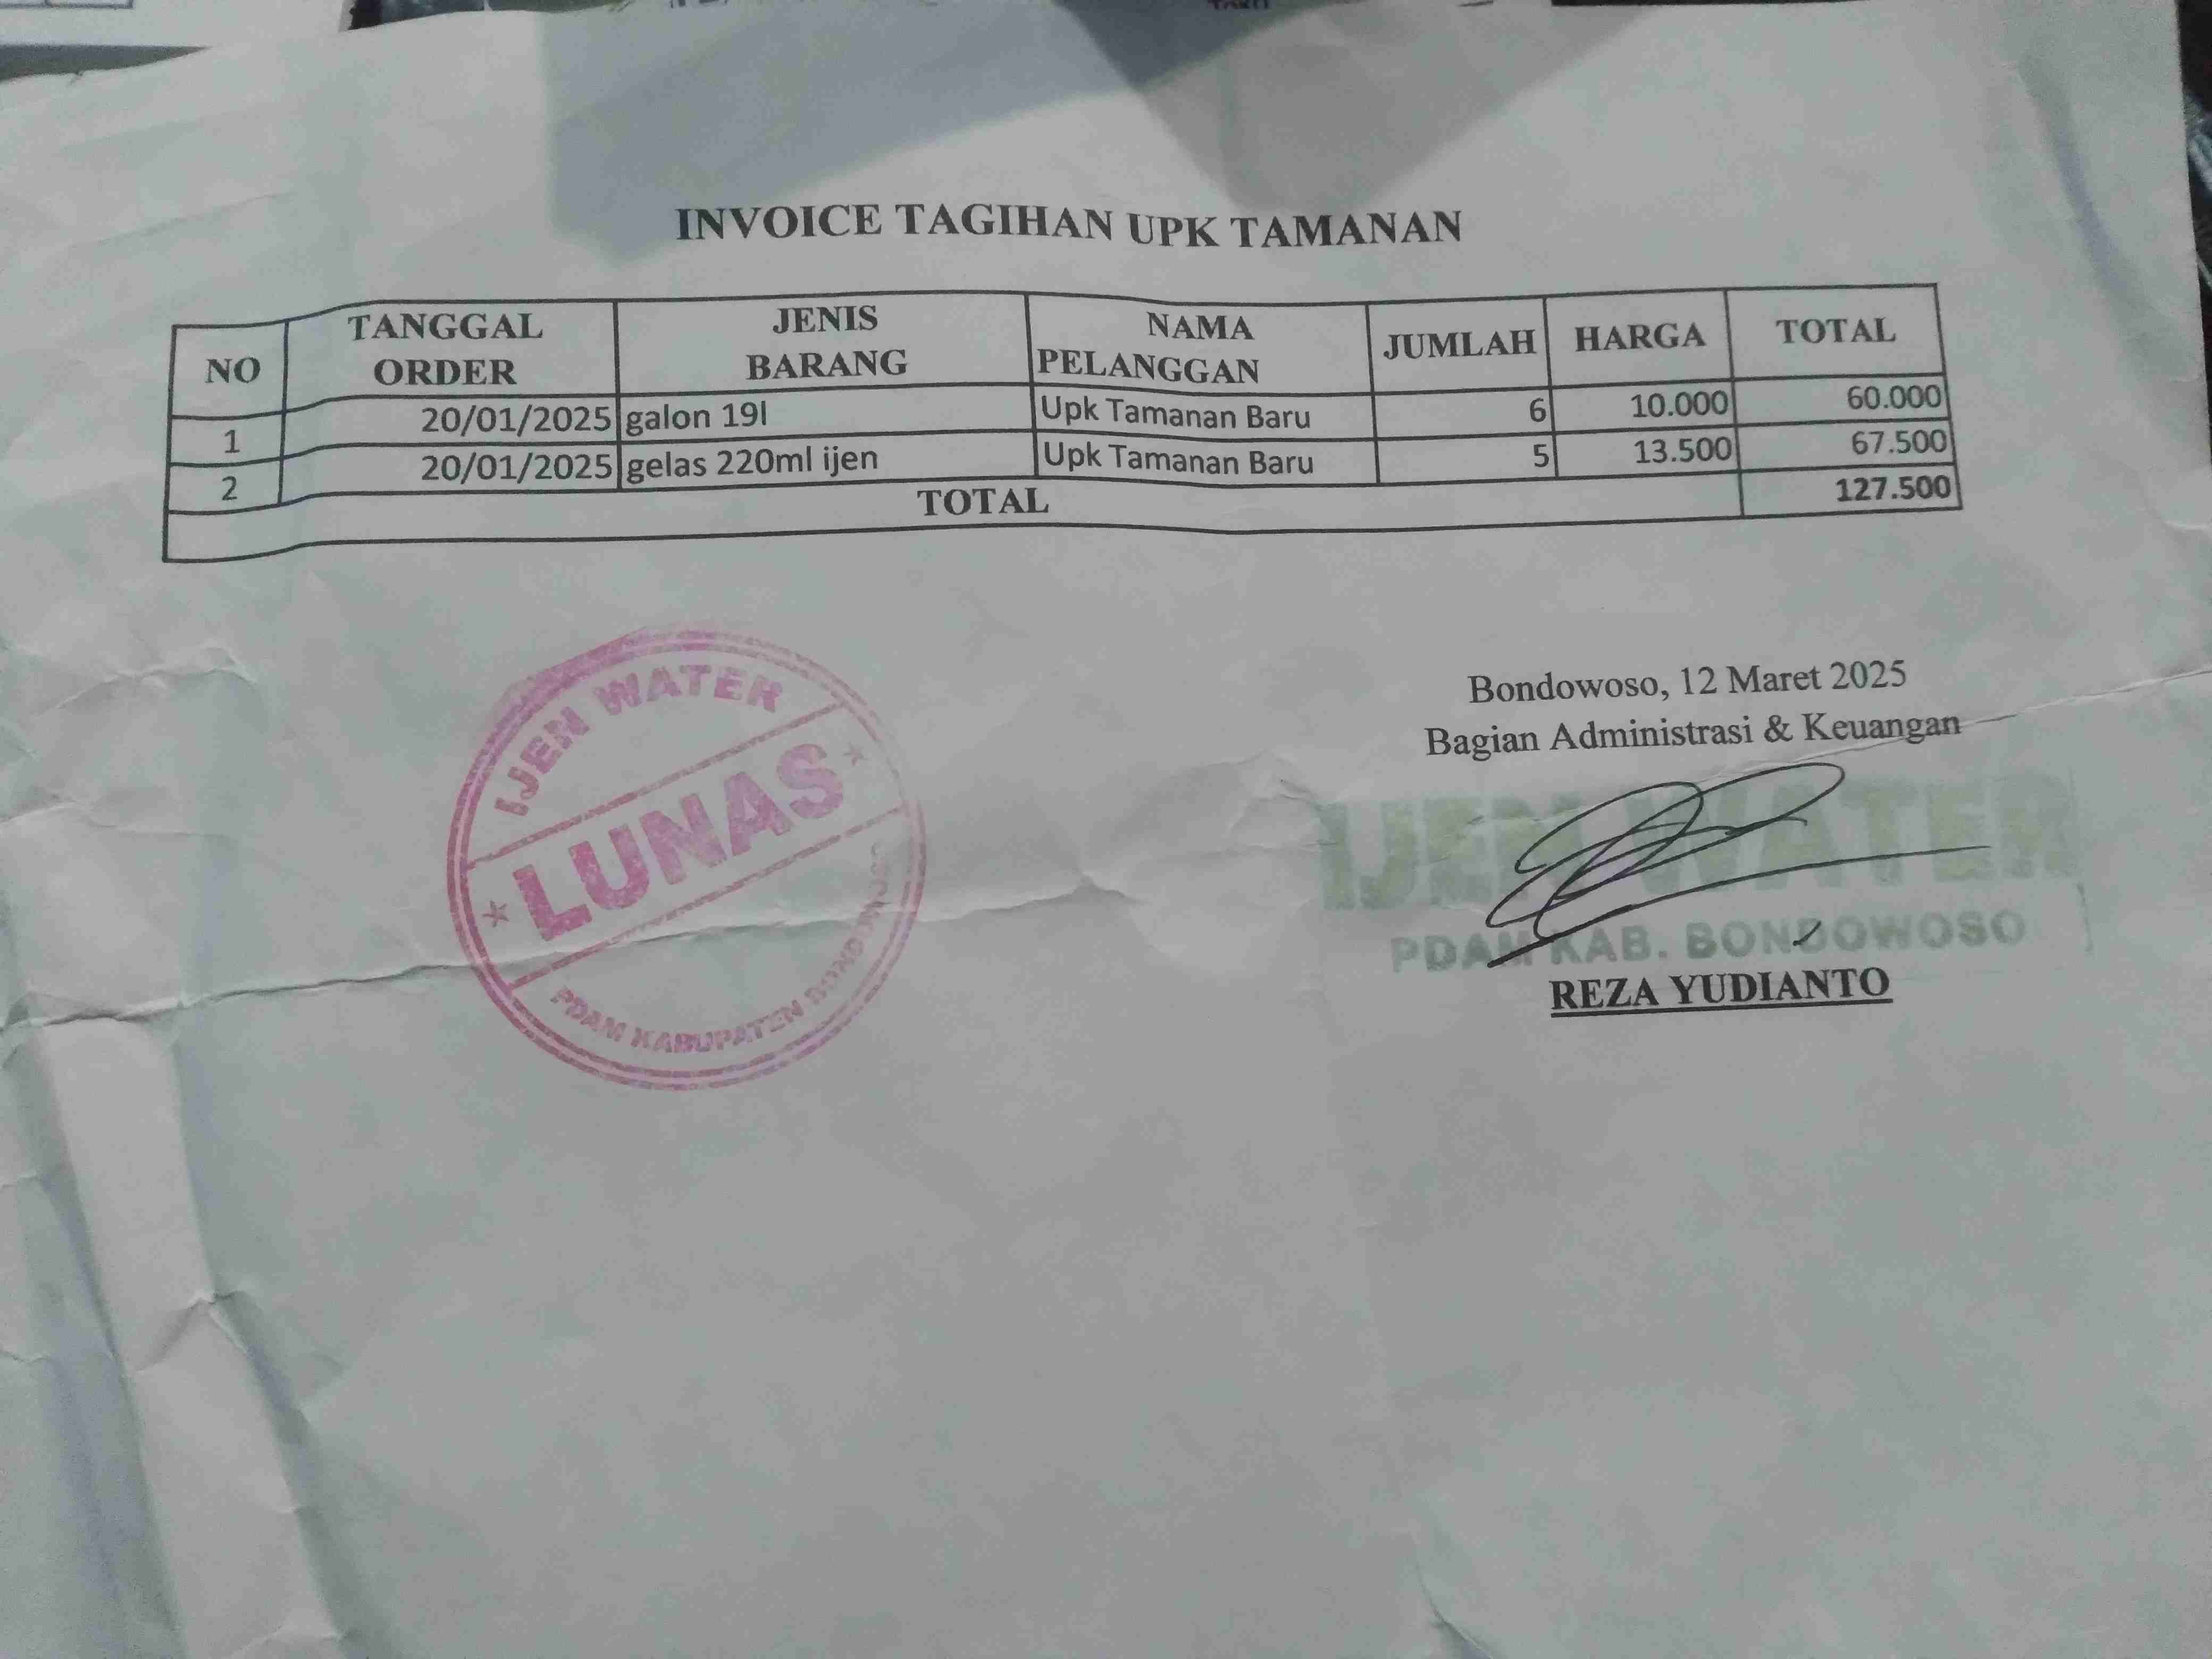 INVOICE TAGIHAN UPK TAMANAN
NO TANGGAL ORDER JENIS BARANG NAMA PELANGGAN JUMLAH HARGA TOTAL
1 20/01/2025 galon 19l Upk Tamanan Baru 6 10.000 60.000
2 20/01/2025 gelas 220ml ijen Upk Tamanan Baru 5 13.500 67.500
TOTAL 127.500
IJEN WATER
LUNAS
PDAM KABUPATEN
Bondowoso, 12 Maret 2025
Bagian Administrasi & Keuangan
IJEN WATER
PDAM KAB. BONDOWOSO
REZA YUDIANTO